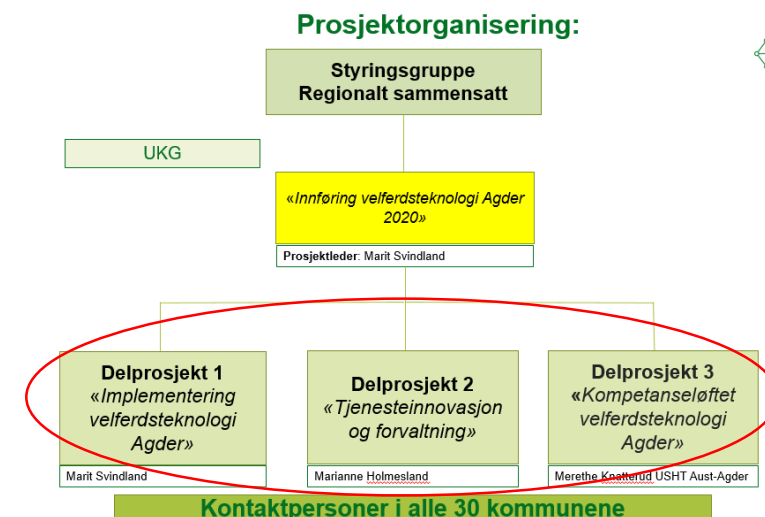 Prosjektorganisering:
Styringsgruppe
Regionalt sammensatt
UKG
«Innføring velferdsteknologi Agder
2020»
Prosjektleder: Marit Svindland
Delprosjekt 1
«Implementering
velferdsteknologi
Agder»
Marit Svindland
Delprosjekt 2
«Tjenesteinnovasjon
og forvaltning»
Marianne Holmesland
Delprosjekt 3
«Kompetanseløftet
velferdsteknologi
Agder»
Merethe Knatterud USHT Aust-Agder
Kontaktpersoner i alle 30 kommunene